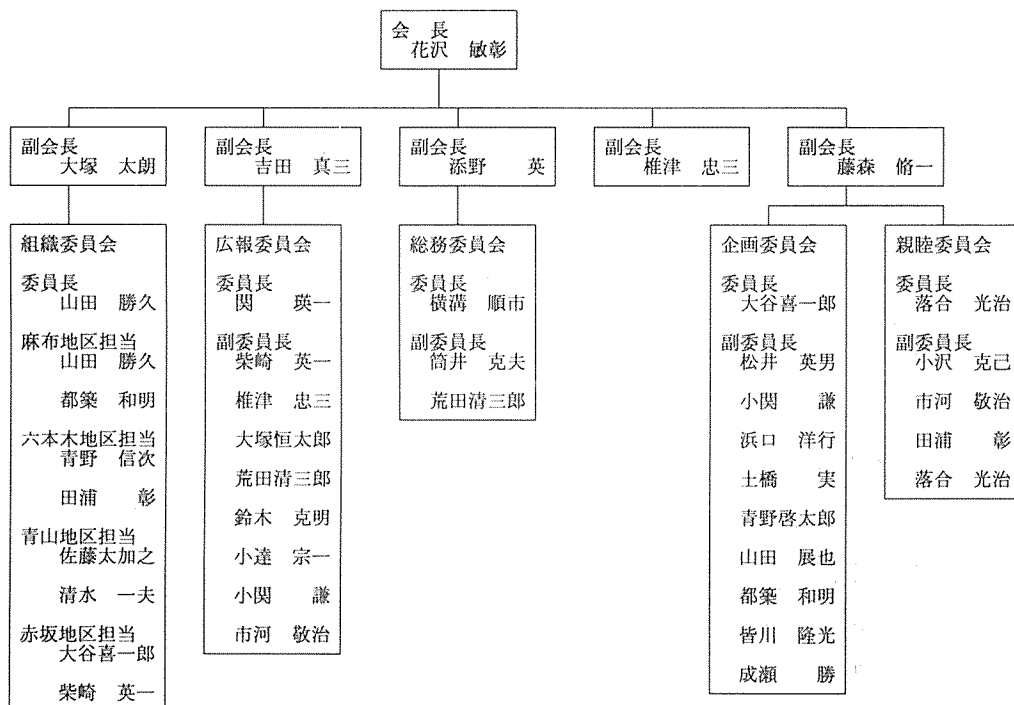 会　長
花沢　敏彰
副会長
大塚　太朗
副会長
吉田　真三
副会長
添野　　英
副会長
椎津　忠三
副会長
藤森　脩一
組織委員会
委員長
山田　勝久
麻布地区担当
山田　勝久
都築　和明
六本木地区担当
青野　信次
田浦　　彰
青山地区担当
佐藤太加之
清水　一夫
赤坂地区担当
大谷喜一郎
柴崎　英一
広報委員会
委員長
関　　瑛一
副委員長
柴崎　英一
椎津　忠三
大塚恒太郎
荒田清三郎
鈴木　克明
小達　宗一
小関　　謙
市河　敬治
総務委員会
委員長
横溝　順市
副委員長
筒井　克夫
荒田清三郎
企画委員会
委員長
大谷喜一郎
副委員長
松井　英男
小関　　謙
浜口　洋行
土橋　　実
青野啓太郎
山田　展也
都築　和明
皆川　隆光
成瀬　　勝
親睦委員会
委員長
落合　光治
副委員長
小沢　克己
市河　敬治
田浦　　彰
落合　光治